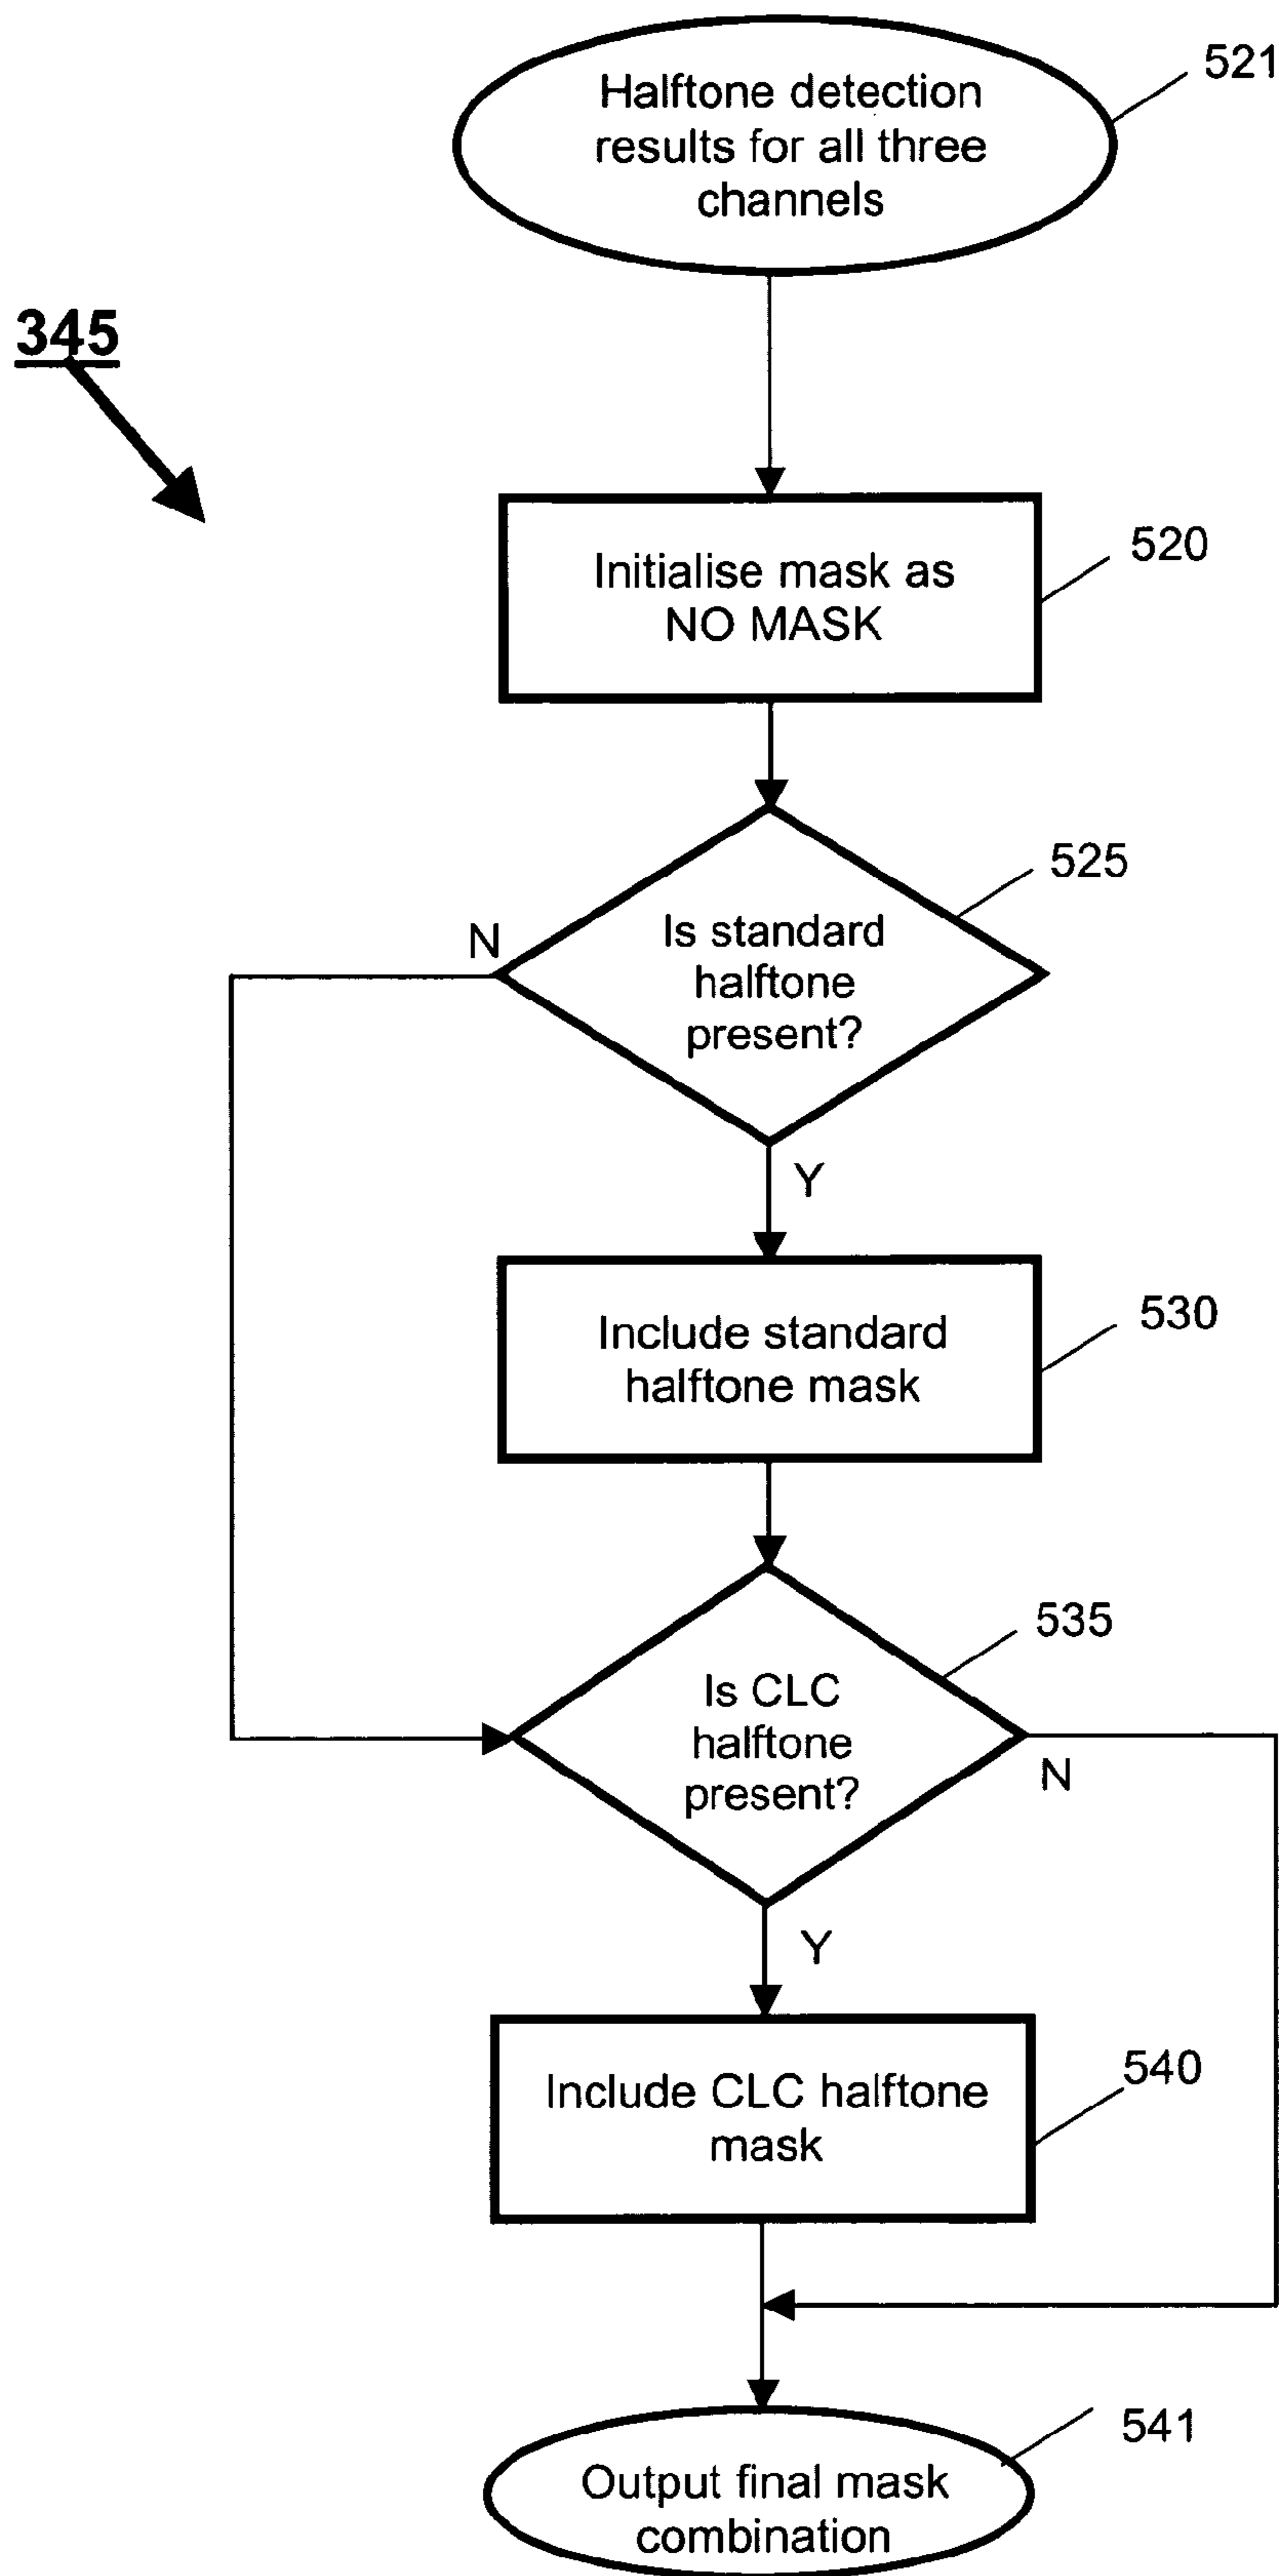 Halftone detection
results for all three
channels
521
345
Initialise mask as
NO MASK
520
525
N
Is standard
halftone
present?
Y
Include standard
halftone mask
530
535
Is CLC
halftone
present?
N
Y
Include CLC halftone
mask
540
541
Output final mask
combination